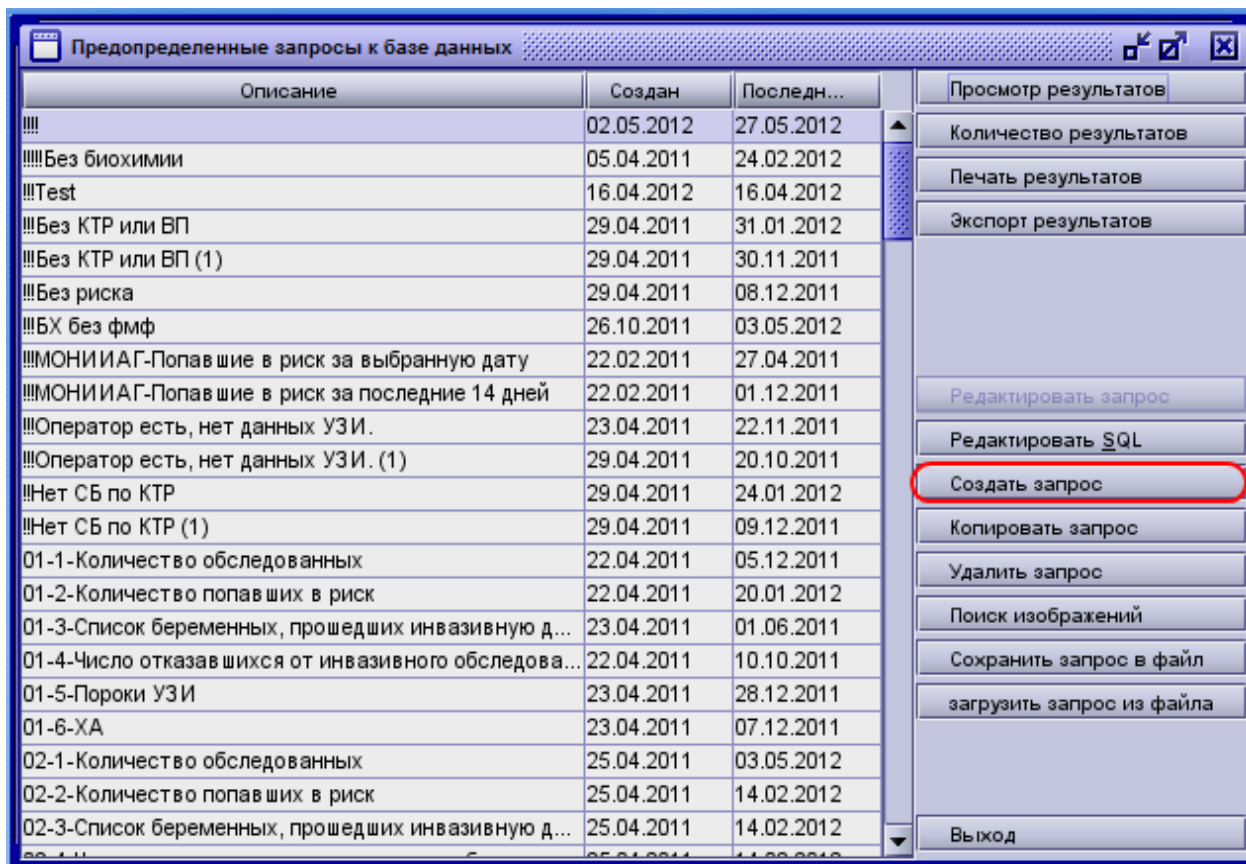 Предопределенные запросы к базе данных
Описание Создан Последн...
!!!! 02.05.2012 27.05.2012
!!!!!Без биохимии 05.04.2011 24.02.2012
!!!Test 16.04.2012 16.04.2012
!!!Без КТР или ВП 29.04.2011 31.01.2012
!!!Без КТР или ВП (1) 29.04.2011 30.11.2011
!!!Без риска 29.04.2011 08.12.2011
!!!БХ без фмф 26.10.2011 03.05.2012
!!!МОНИИАГ-Попавшие в риск за выбранную дату 22.02.2011 27.04.2011
!!!МОНИИАГ-Попавшие в риск за последние 14 дней 22.02.2011 01.12.2011
!!!Оператор есть, нет данных УЗИ. 23.04.2011 22.11.2011
!!!Оператор есть, нет данных УЗИ. (1) 29.04.2011 20.10.2011
!!Нет СБ по КТР 29.04.2011 24.01.2012
!!Нет СБ по КТР (1) 29.04.2011 09.12.2011
01-1-Количество обследованных 22.04.2011 05.12.2011
01-2-Количество попавших в риск 22.04.2011 20.01.2012
01-3-Список беременных, прошедших инвазивную д... 23.04.2011 01.06.2011
01-4-Число отказавшихся от инвазивного обследова... 22.04.2011 10.10.2011
01-5-Пороки УЗИ 23.04.2011 28.12.2011
01-6-ХА 23.04.2011 07.12.2011
02-1-Количество обследованных 25.04.2011 03.05.2012
02-2-Количество попавших в риск 25.04.2011 14.02.2012
02-3-Список беременных, прошедших инвазивную д... 25.04.2011 14.02.2012
Просмотр результатов
Количество результатов
Печать результатов
Экспорт результатов
Редактировать запрос
Редактировать SQL
Создать запрос
Копировать запрос
Удалить запрос
Поиск изображений
Сохранить запрос в файл
загрузить запрос из файла
Выход